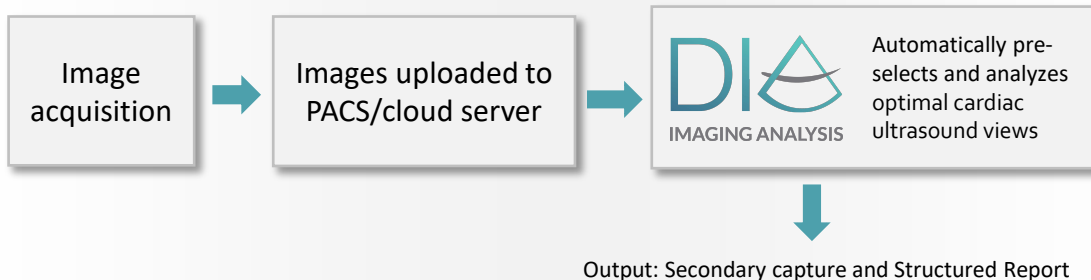 Image
acquisition
Images uploaded to
PACS/cloud server
DIA
IMAGING ANALYSIS
Automatically pre-
selects and analyzes
optimal cardiac
ultrasound views
Output: Secondary capture and Structured Report